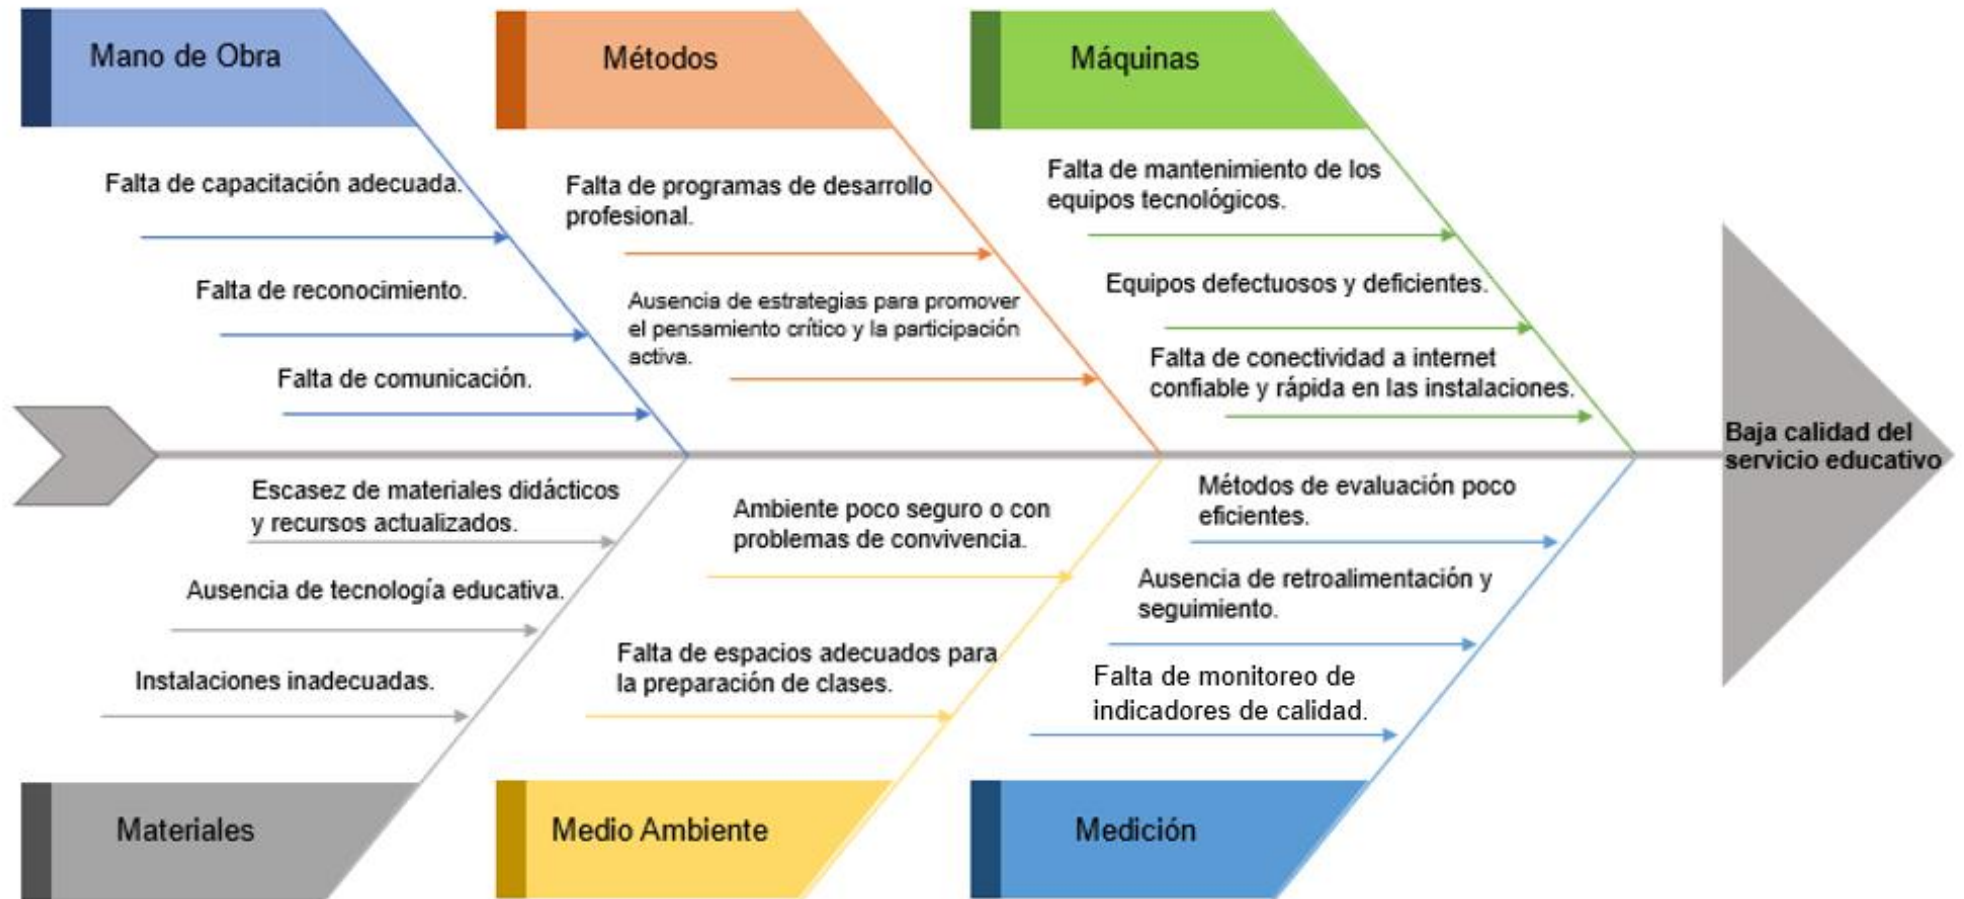 Mano de Obra
Falta de capacitación adecuada.
Falta de reconocimiento.
Falta de comunicación.
Métodos
Falta de programas de desarrollo
profesional.
Ausencia de estrategias para promover
el pensamiento crítico y la participación
activa.
Máquinas
Falta de mantenimiento de los
equipos tecnológicos.
Equipos defectuosos y deficientes.
Falta de conectividad a internet
confiable y rápida en las instalaciones.
Baja calidad del
servicio educativo
Escasez de materiales didácticos
y recursos actualizados.
Ausencia de tecnología educativa.
Instalaciones inadecuadas.
Materiales
Ambiente poco seguro o con
problemas de convivencia.
Falta de espacios adecuados para
la preparación de clases.
Medio Ambiente
Métodos de evaluación poco
eficientes.
Ausencia de retroalimentación y
seguimiento.
Falta de monitoreo de
indicadores de calidad.
Medición